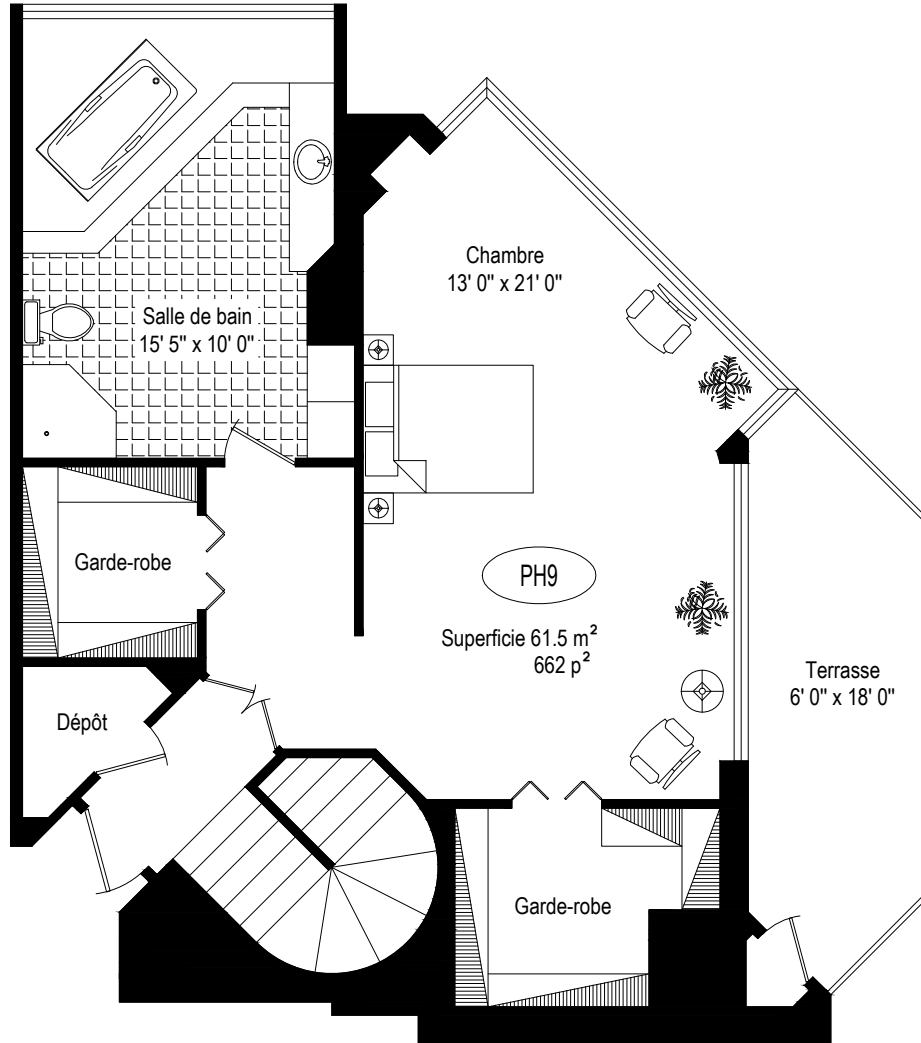 Chambre
13' 0" x 21' 0"
Salle de bain
15' 5" x 10' 0"
Garde-robe
PH9
Superficie 61.5 m²
662 p²
Terrasse
6' 0" x 18' 0"
Dépôt
Garde-robe